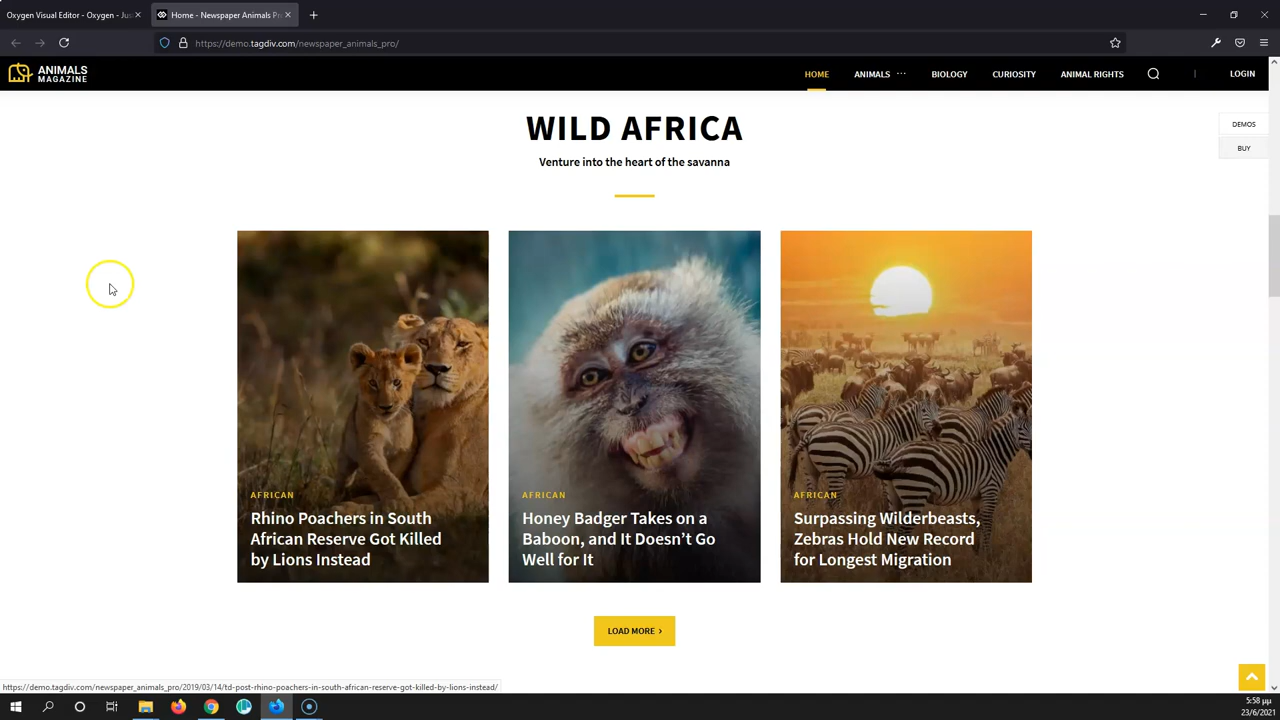 Oxygen Visual Editor - Oxygen - Jus
Home - Newspaper Animals Pr
https://demo.tagdiv.com/newspaper_animals_pro/
ANIMALS
MAGAZINE
HOME
ANIMALS ···
BIOLOGY
CURIOSITY
ANIMAL RIGHTS
LOGIN
DEMOS
BUY
WILD AFRICA
Venture into the heart of the savanna
AFRICAN
Rhino Poachers in South
African Reserve Got Killed
by Lions Instead
AFRICAN
Honey Badger Takes on a
Baboon, and It Doesn’t Go
Well for It
AFRICAN
Surpassing Wilderbeasts,
Zebras Hold New Record
for Longest Migration
LOAD MORE ›
https://demo.tagdiv.com/newspaper_animals_pro/2019/03/14/td-post-rhino-poachers-in-south-african-reserve-got-killed-by-lions-instead/
5:58 μμ
23/6/2021